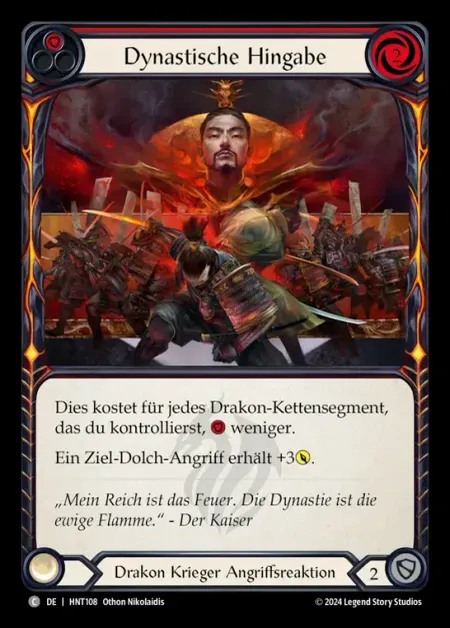 Dynastische Hingabe
2
Dies kostet für jedes Drakon-Kettensegment,
das du kontrollierst, weniger.
Ein Ziel-Dolch-Angriff erhält +3.
„Mein Reich ist das Feuer. Die Dynastie ist die
ewige Flamme.“ - Der Kaiser
Drakon Krieger Angriffsreaktion
2
C DE | HNT108 Othon Nikolaidis
© 2024 Legend Story Studios